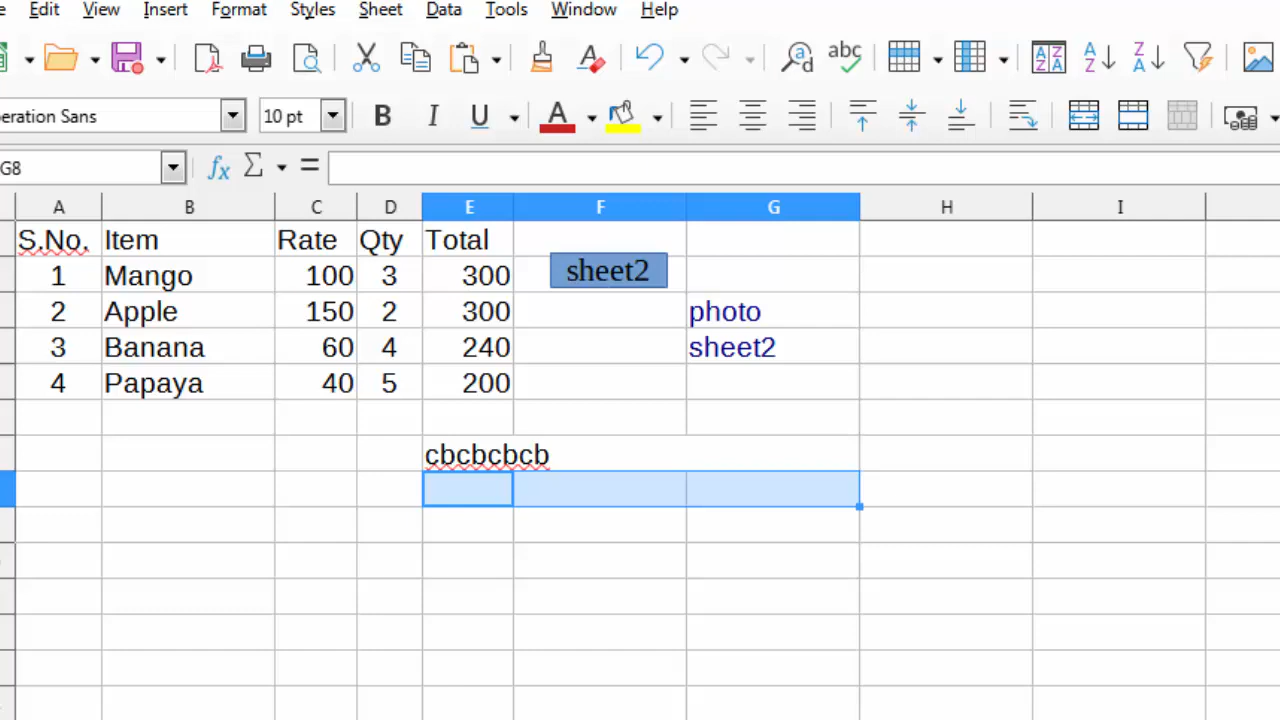 Edit View Insert Format Styles Sheet Data Tools Window Help
abc
eration Sans 10 pt B I U A
G8 fx Σ =
A B C D E F G H I
S.No. Item Rate Qty Total
1 Mango 100 3 300 sheet2
2 Apple 150 2 300 photo
3 Banana 60 4 240 sheet2
4 Papaya 40 5 200
cbcbcbcb